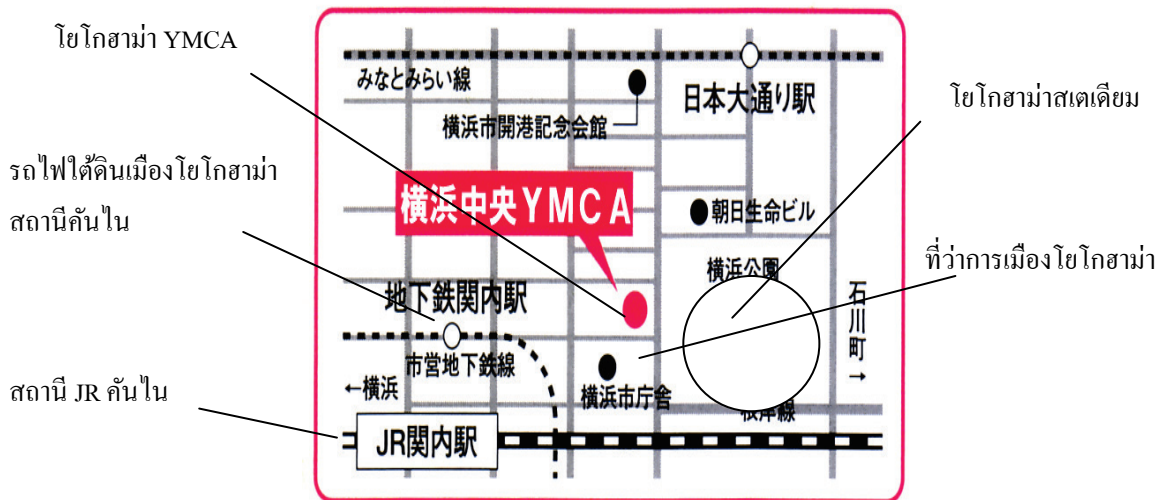 โยโกฮาม่า YMCA
みなとみらい線
日本大通り駅
โยโกฮาม่าสเตเดียม
横浜市開港記念会館
รถไฟใต้ดินเมืองโยโกฮาม่า
สถานีคันไน
横浜中央YMCA
朝日生命ビル
ที่ว่าการเมืองโยโกฮาม่า
横浜公園
地下鉄関内駅
石川町→
市営地下鉄線
←横浜
横浜市庁舎
สถานี JR คันไน
根岸線
JR関内駅